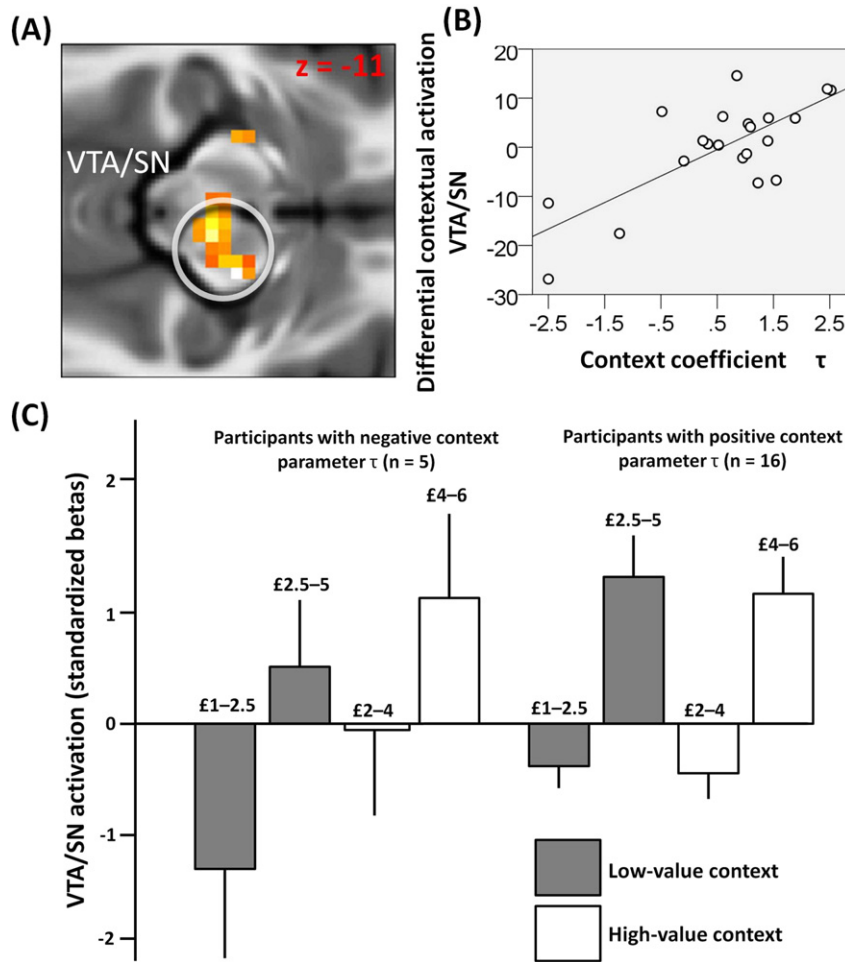 (A)
z = -11
VTA/SN
(B)
Differential contextual activation
VTA/SN
20
10
0
-10
-20
-30
-2.5 -1.5 -.5 .5 1.5 2.5
Context coefficient τ
(C)
VTA/SN activation (standardized betas)
2
1
0
-1
-2
Participants with negative context
parameter τ (n = 5)
£1–2.5
£2.5–5
£2–4
£4–6
Participants with positive context
parameter τ (n = 16)
£1–2.5
£2.5–5
£2–4
£4–6
Low-value context
High-value context